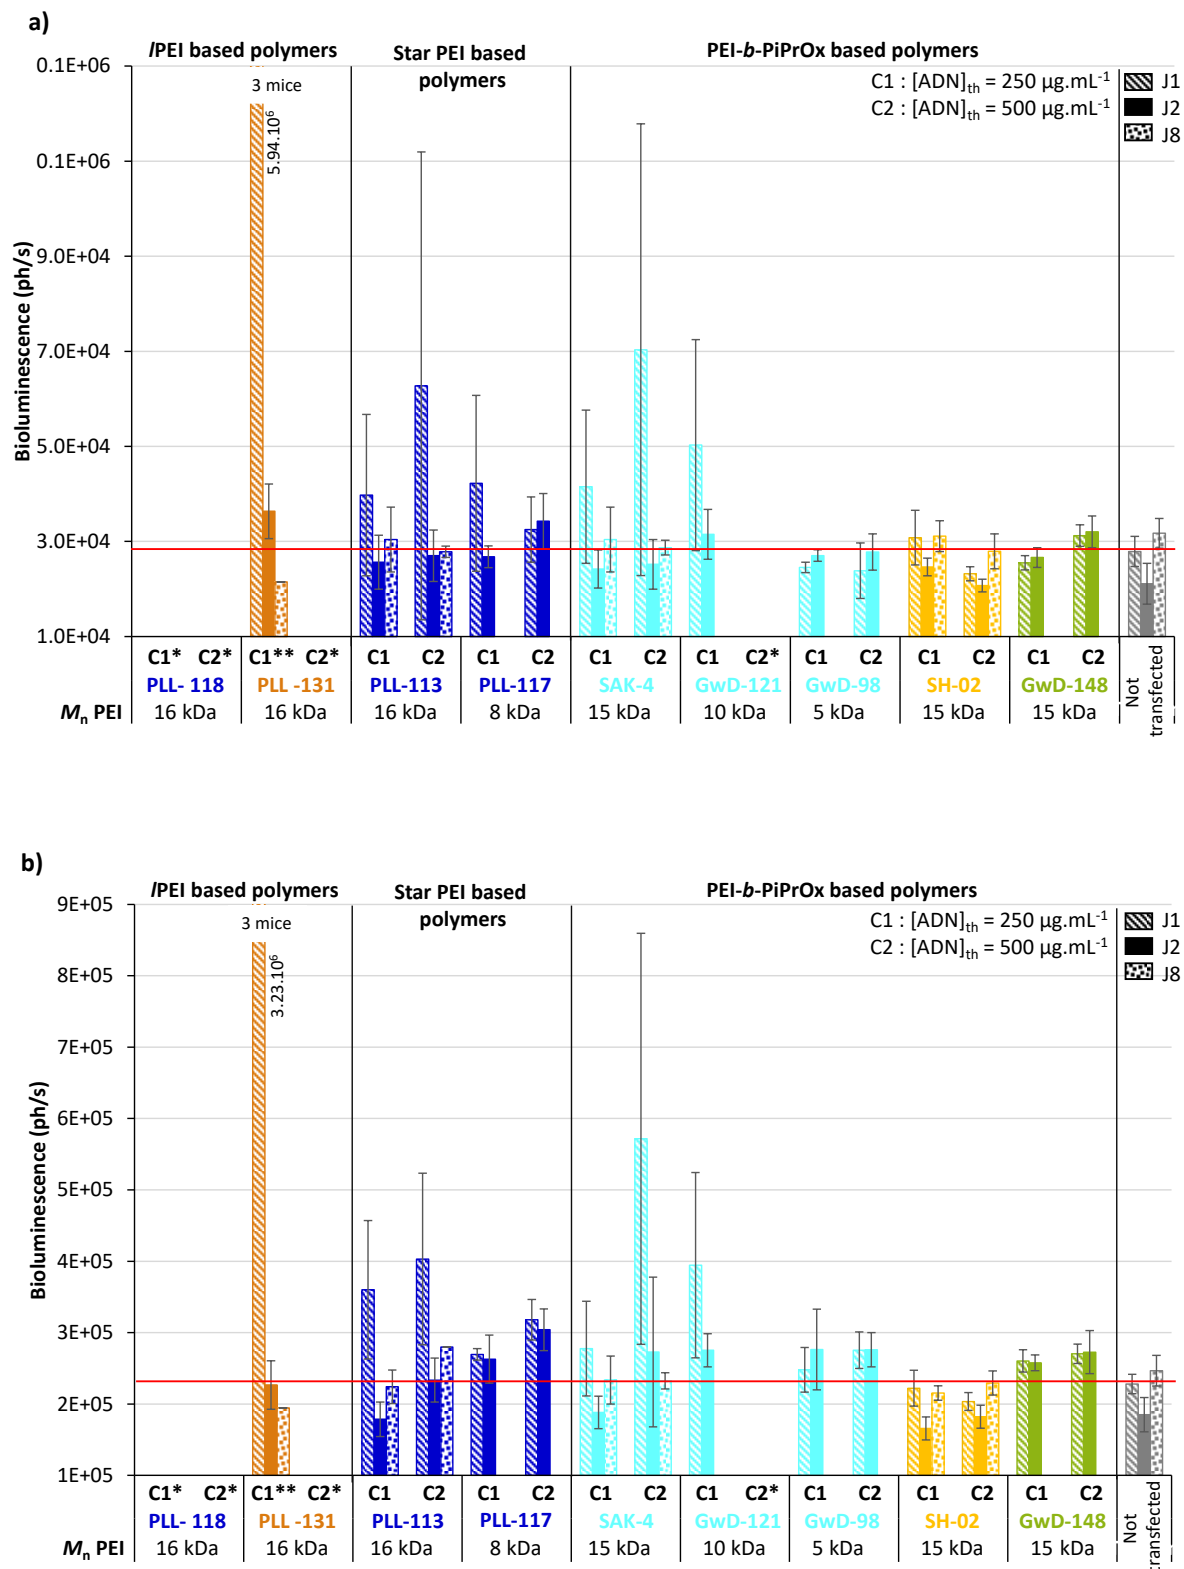 a)
lPEI based polymers
Star PEI based
polymers
PEI-b-PiPrOx based polymers
0.1E+06
0.1E+06
9.0E+04
7.0E+04
5.0E+04
3.0E+04
1.0E+04
Bioluminescence (ph/s)
3 mice
5.94.10⁶
C1 : [ADN]th = 250 µg.mL⁻¹
C2 : [ADN]th = 500 µg.mL⁻¹
J1
J2
J8
C1* C2* C1** C2* C1 C2 C1 C2 C1 C2 C1 C2* C1 C2 C1 C2 C1 C2
PLL- 118 PLL -131 PLL-113 PLL-117 SAK-4 GwD-121 GwD-98 SH-02 GwD-148
Mn PEI 16 kDa 16 kDa 16 kDa 8 kDa 15 kDa 10 kDa 5 kDa 15 kDa 15 kDa
Not
transfected
b)
lPEI based polymers
Star PEI based
polymers
PEI-b-PiPrOx based polymers
9E+05
8E+05
7E+05
6E+05
5E+05
4E+05
3E+05
2E+05
1E+05
Bioluminescence (ph/s)
3 mice
3.23.10⁶
C1 : [ADN]th = 250 µg.mL⁻¹
C2 : [ADN]th = 500 µg.mL⁻¹
J1
J2
J8
C1* C2* C1** C2* C1 C2 C1 C2 C1 C2 C1 C2* C1 C2 C1 C2 C1 C2
PLL- 118 PLL -131 PLL-113 PLL-117 SAK-4 GwD-121 GwD-98 SH-02 GwD-148
Mn PEI 16 kDa 16 kDa 16 kDa 8 kDa 15 kDa 10 kDa 5 kDa 15 kDa 15 kDa
Not
transfected